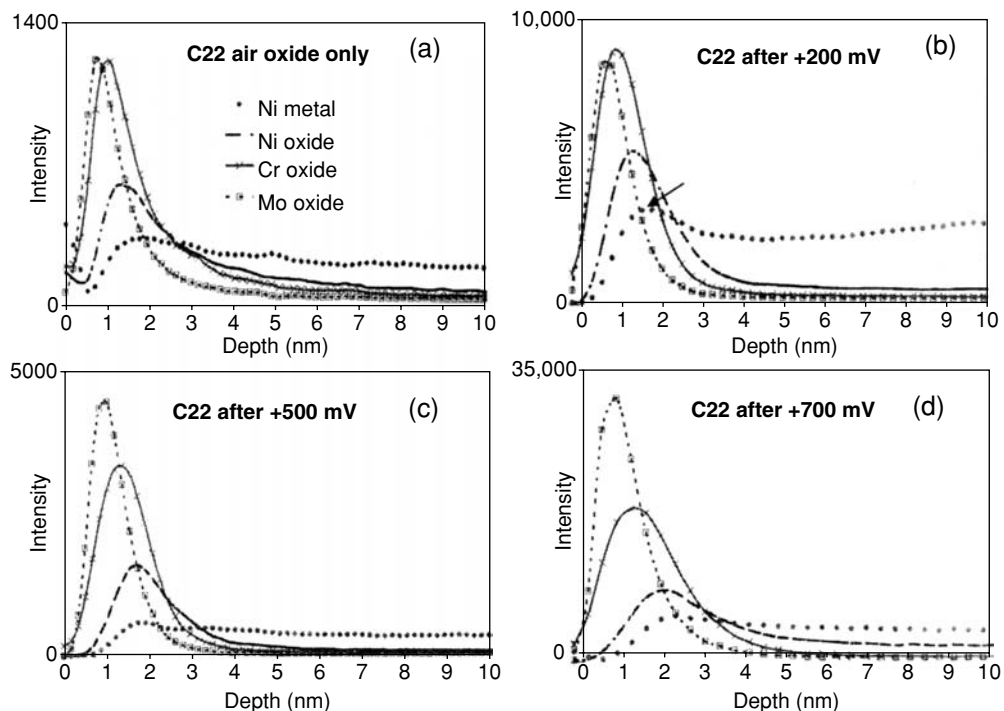 1400
C22 air oxide only
(a)
Ni metal
Ni oxide
Cr oxide
Mo oxide
Intensity
0
0 1 2 3 4 5 6 7 8 9 10
Depth (nm)
10,000
C22 after +200 mV
(b)
Intensity
0
0 1 2 3 4 5 6 7 8 9 10
Depth (nm)
5000
C22 after +500 mV
(c)
Intensity
0
0 1 2 3 4 5 6 7 8 9 10
Depth (nm)
35,000
C22 after +700 mV
(d)
Intensity
0
0 1 2 3 4 5 6 7 8 9 10
Depth (nm)